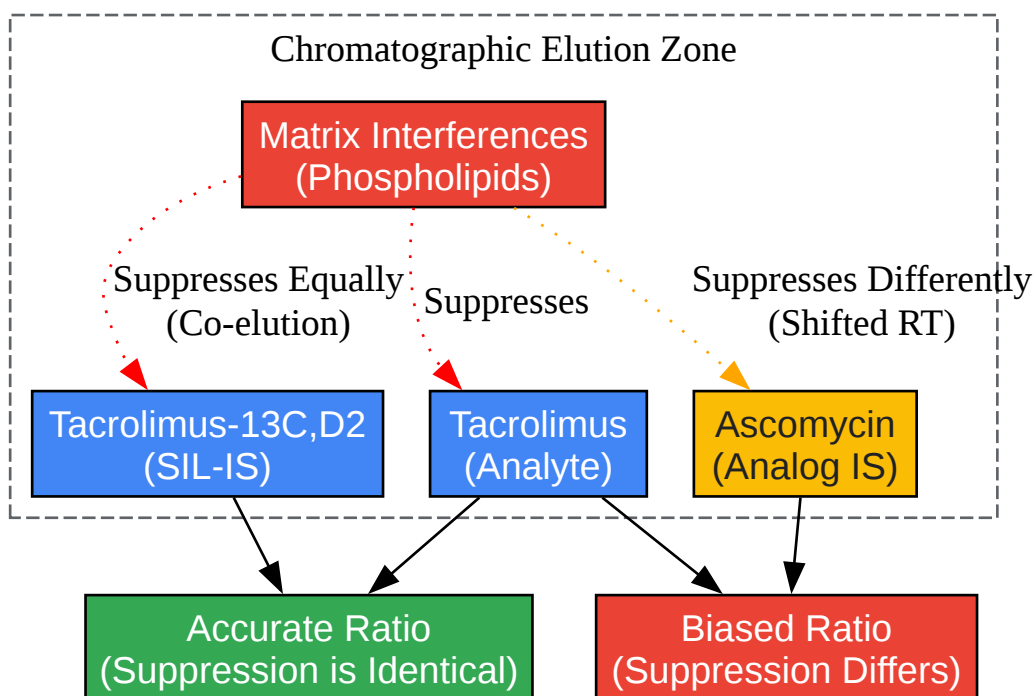 Chromatographic Elution Zone
Matrix Interferences
(Phospholipids)
Suppresses Equally
(Co-elution)
Suppresses
Suppresses Differently
(Shifted RT)
Tacrolimus-13C,D2
(SIL-IS)
Tacrolimus
(Analyte)
Ascomycin
(Analog IS)
Accurate Ratio
(Suppression is Identical)
Biased Ratio
(Suppression Differs)